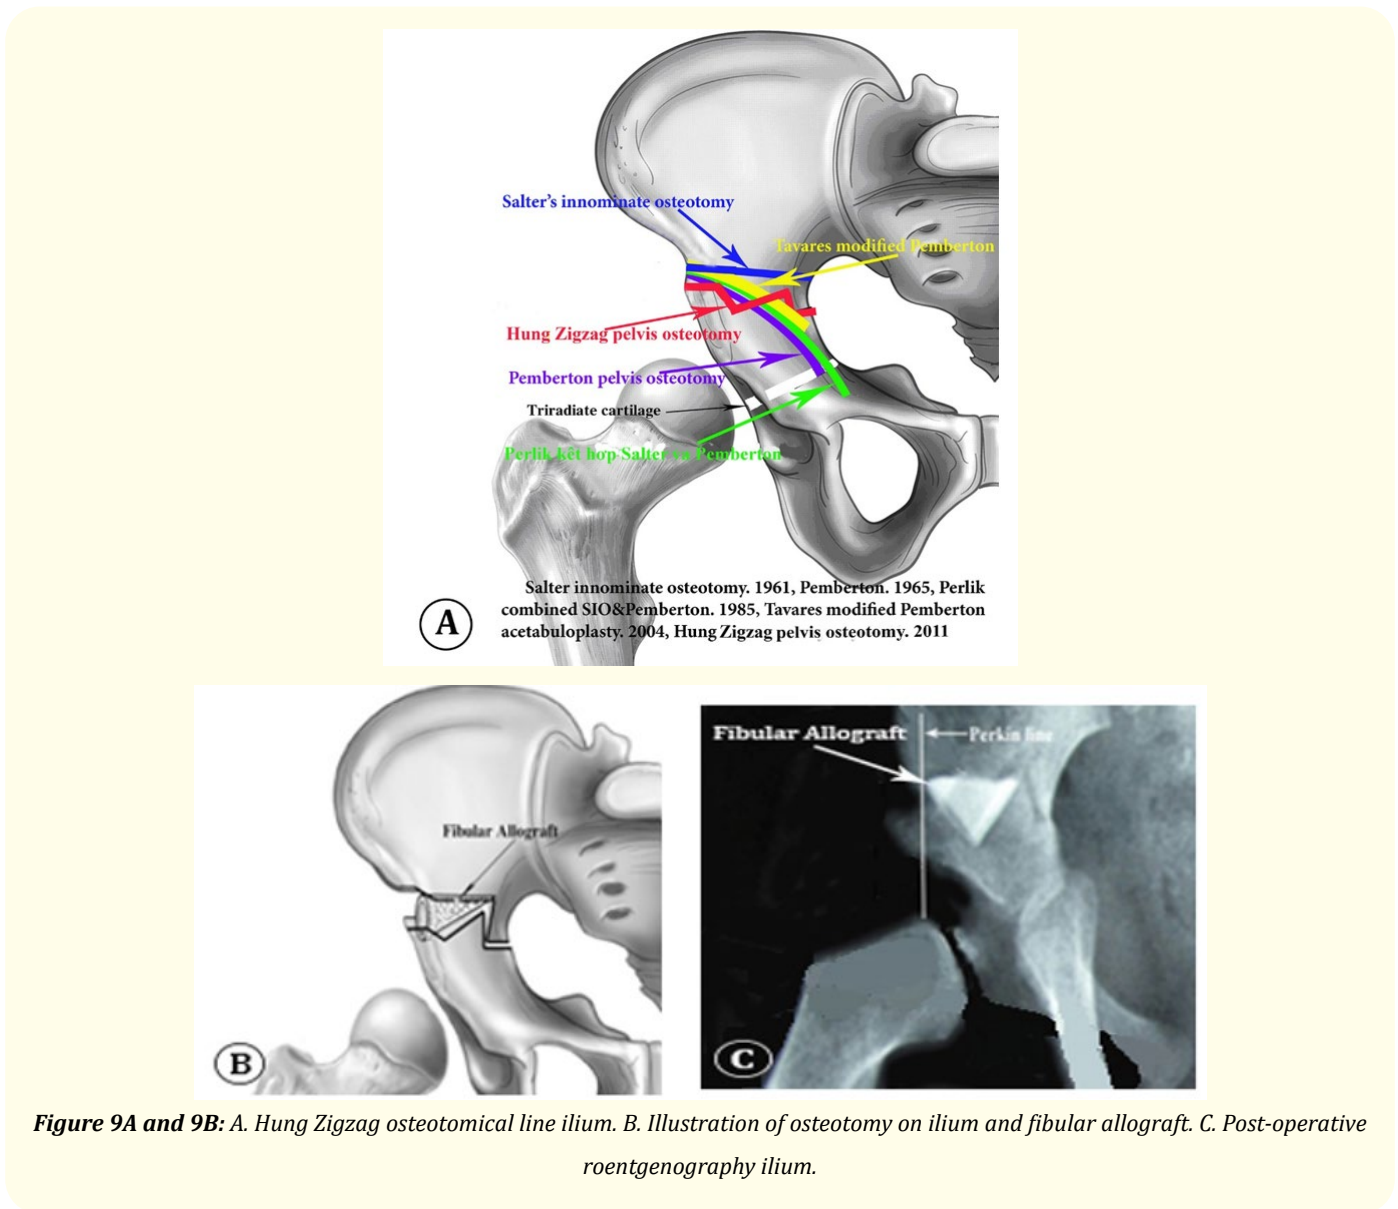 Salter's innominate osteotomy
Tavares modified Pemberton
Hung Zigzag pelvis osteotomy
Pemberton pelvis osteotomy
Triradiate cartilage
Perlik kêt hơp Salter va Pemberton
Salter innominate osteotomy. 1961, Pemberton. 1965, Perlik
combined SIO&Pemberton. 1985, Tavares modified Pemberton
acetabuloplasty. 2004, Hung Zigzag pelvis osteotomy. 2011
A
Fibular Allograft
B
Fibular Allograft
Perkin line
C
Figure 9A and 9B: A. Hung Zigzag osteotomical line ilium. B. Illustration of osteotomy on ilium and fibular allograft. C. Post-operative
roentgenography ilium.